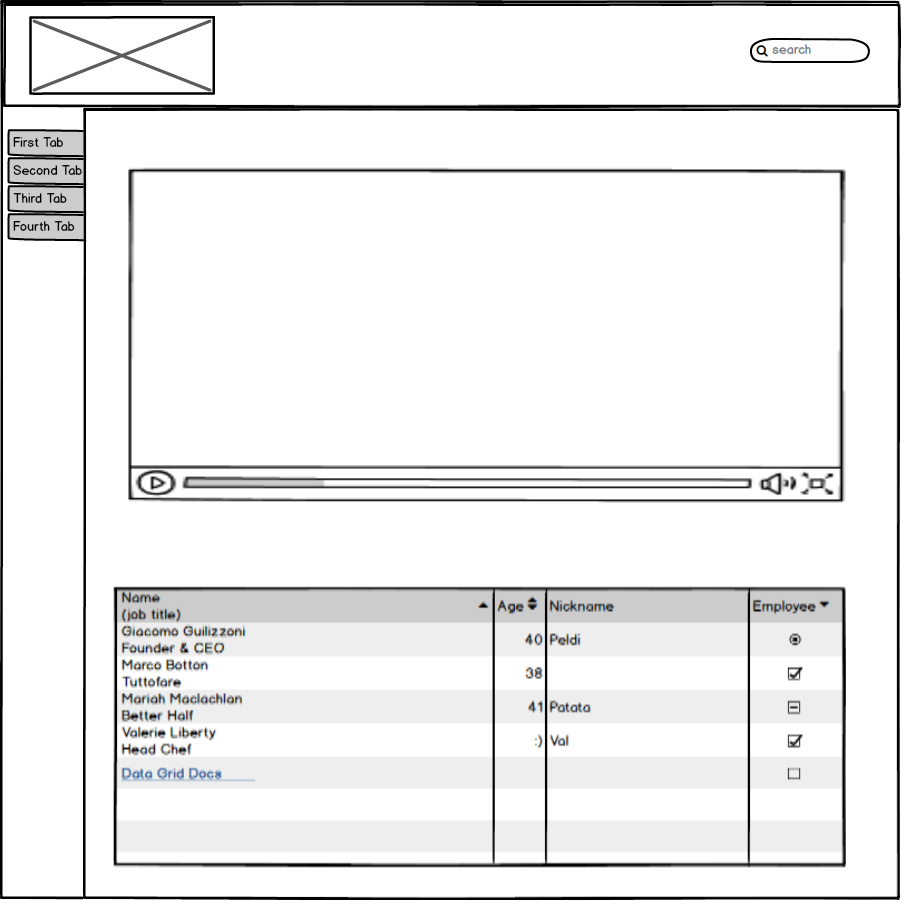 search
First Tab
Second Tab
Third Tab
Fourth Tab
Name
(job title)
Age
Nickname
Employee
Giacomo Guilizzoni
Founder & CEO
40
Peldi
Marco Botton
Tuttofare
38
Mariah Maclachlan
Better Half
41
Patata
Valerie Liberty
Head Chef
:)
Val
Data Grid Docs